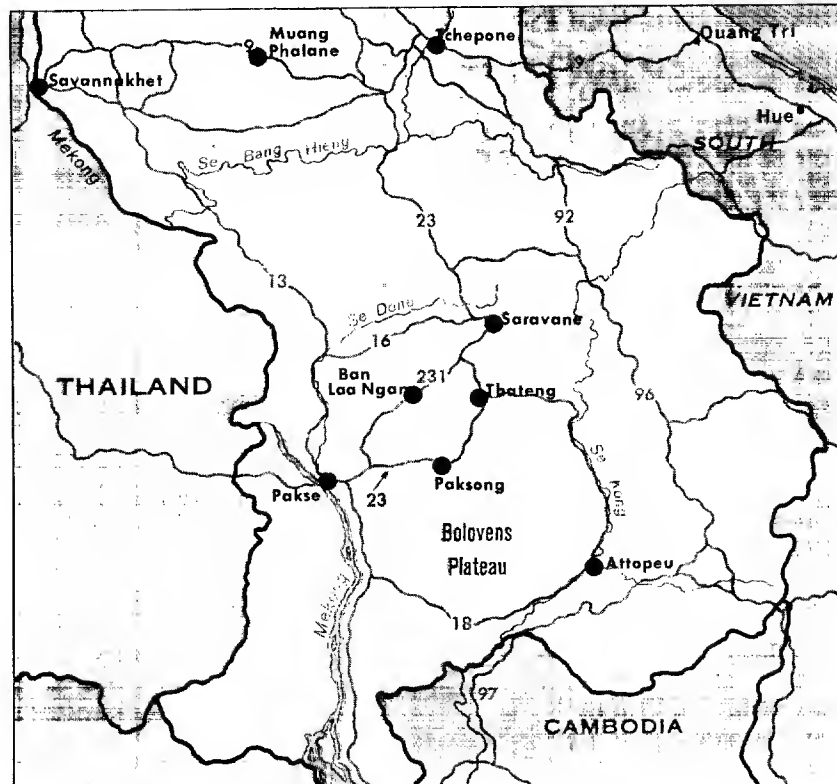 Muang
Phalane
Tchepone
Quang Tri
9
Savannakhet
Hue
SOUTH
Mekong
Se Bang Hieng
23
92
13
VIETNAM
Se Done
Saravane
16
Ban
Laa Ngam
231
Thateng
THAILAND
96
Se Kong
Pakse
23
Paksong
Bolovens
Plateau
Attopeu
Mekong
18
97
CAMBODIA